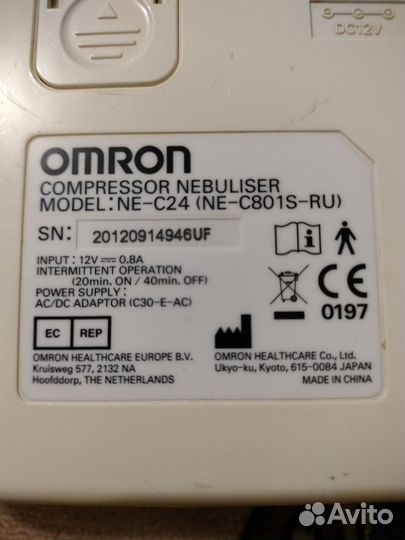 DC12V
OMRON
COMPRESSOR NEBULISER
MODEL: NE-C24 (NE-C801S-RU)
SN: 20120914946UF
INPUT: 12V⎓0.8A
INTERMITTENT OPERATION
(20min. ON / 40min. OFF)
POWER SUPPLY:
AC/DC ADAPTOR (C30-E-AC)
0197
EC REP
OMRON HEALTHCARE EUROPE B.V.
Kruisweg 577, 2132 NA
Hoofddorp, THE NETHERLANDS
OMRON HEALTHCARE Co., Ltd.
Ukyo-ku, Kyoto, 615-0084 JAPAN
MADE IN CHINA
Avito